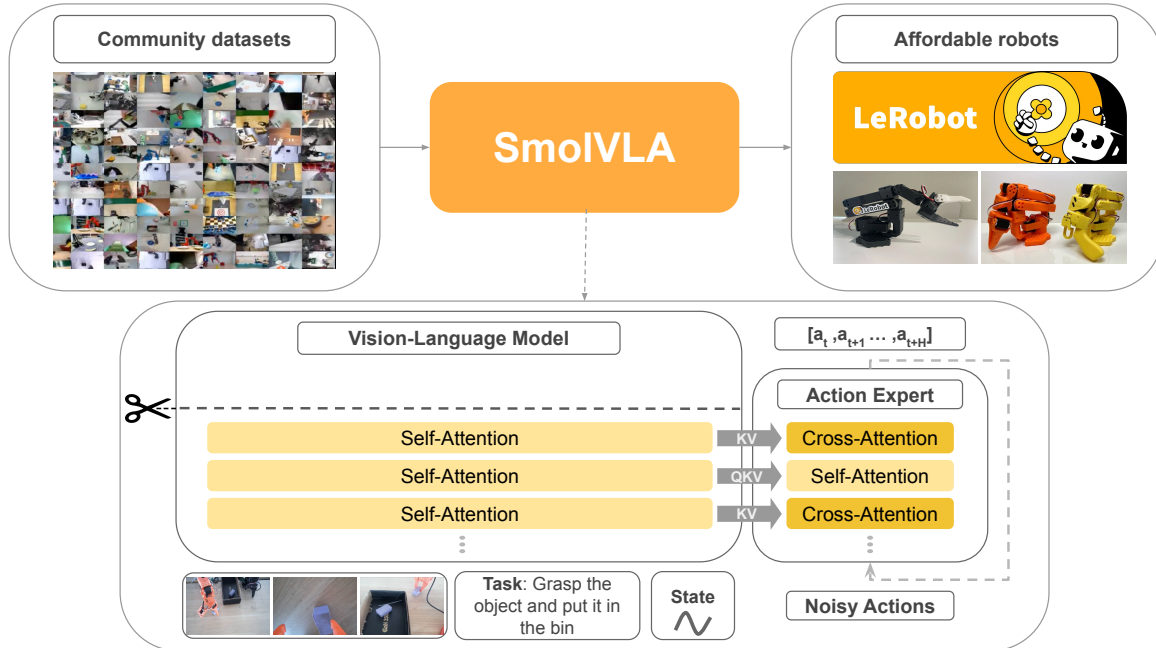 Community datasets
SmolVLA
Affordable robots
LeRobot
LeRobot
Vision-Language Model
[a_t ,a_{t+1} … ,a_{t+H}]
Action Expert
Self-Attention
KV
Cross-Attention
Self-Attention
QKV
Self-Attention
Self-Attention
KV
Cross-Attention
Task: Grasp the
object and put it in
the bin
State
Noisy Actions